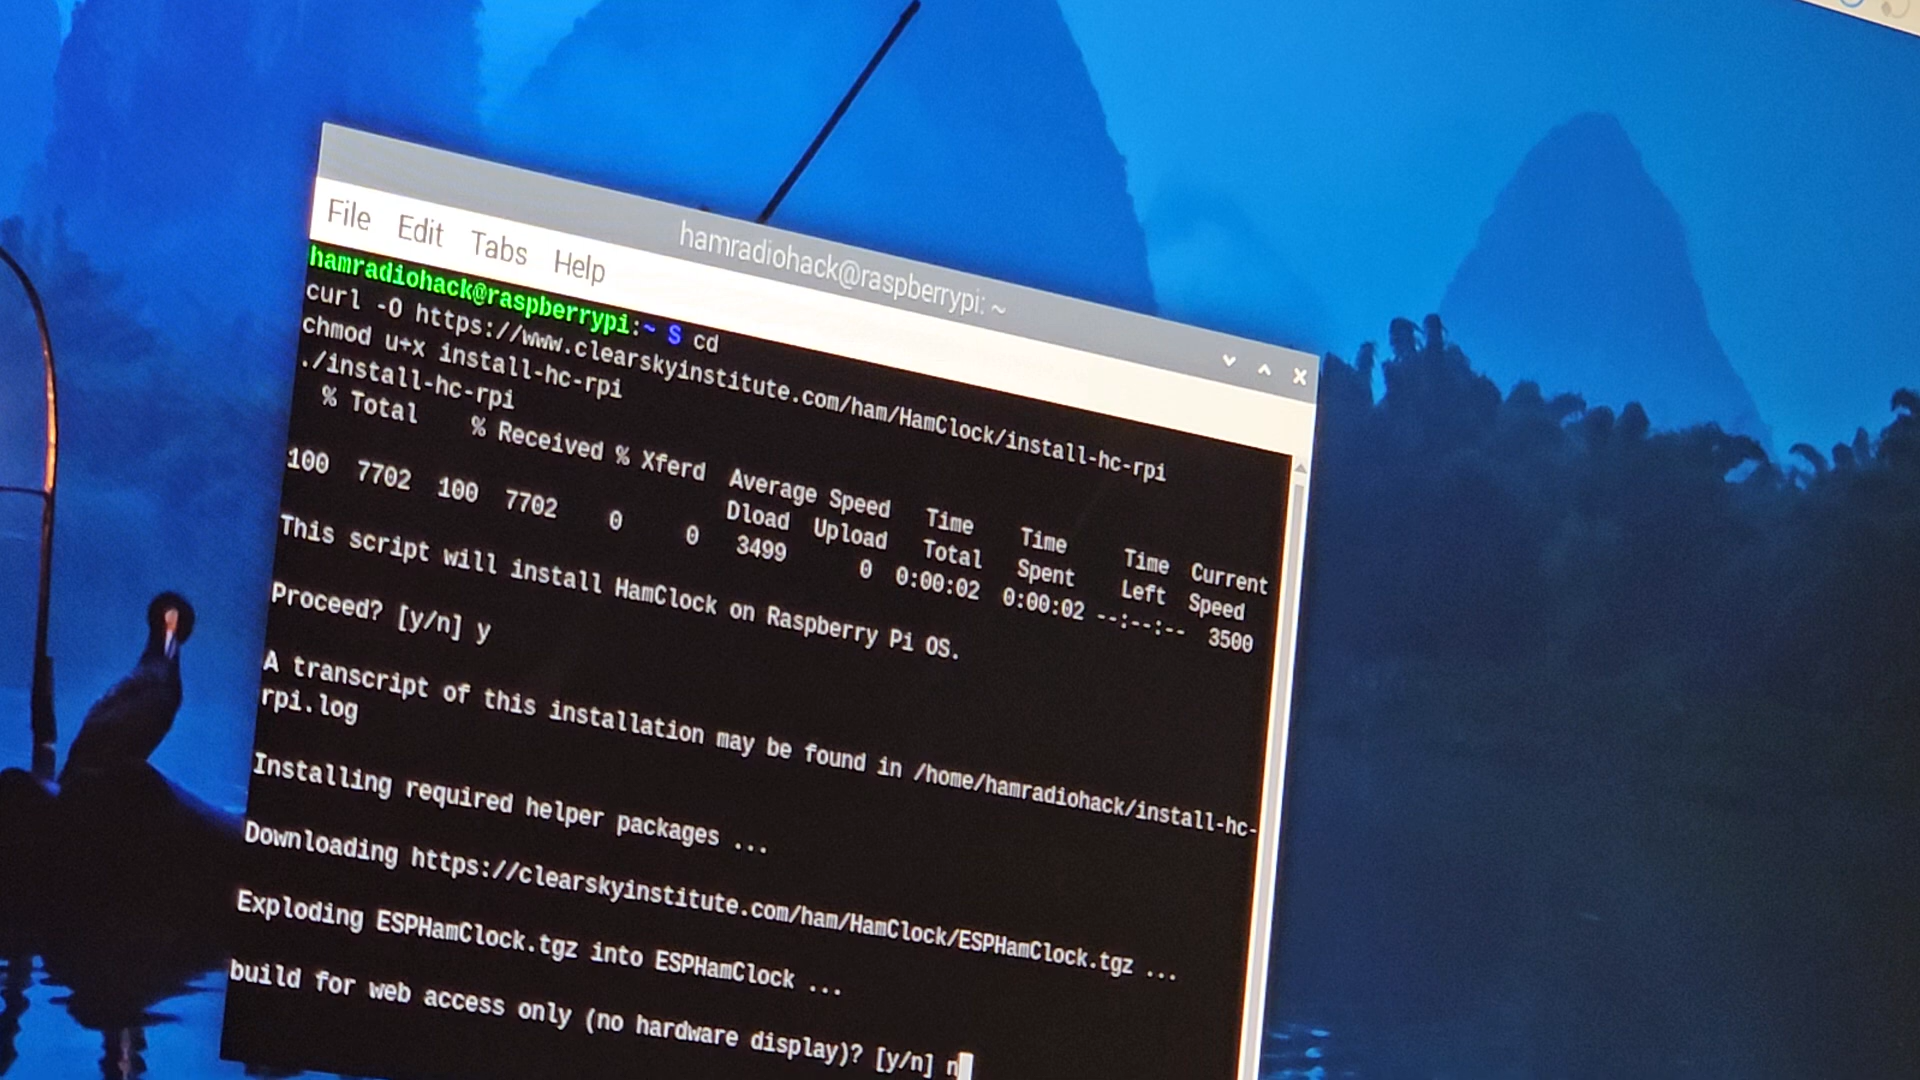 hamradiohack@raspberrypi: ~
File Edit Tabs Help
hamradiohack@raspberrypi:~ $ cd
curl -O https://www.clearskyinstitute.com/ham/HamClock/install-hc-rpi
chmod u+x install-hc-rpi
./install-hc-rpi
% Total % Received % Xferd Average Speed Time Time Time Current
Dload Upload Total Spent Left Speed
100 7702 100 7702 0 0 3499 0 0:00:02 0:00:02 --:--:-- 3500
This script will install HamClock on Raspberry Pi OS.
Proceed? [y/n] y
A transcript of this installation may be found in /home/hamradiohack/install-hc-
rpi.log
Installing required helper packages ...
Downloading https://clearskyinstitute.com/ham/HamClock/ESPHamClock.tgz ...
Exploding ESPHamClock.tgz into ESPHamClock ...
build for web access only (no hardware display)? [y/n] n